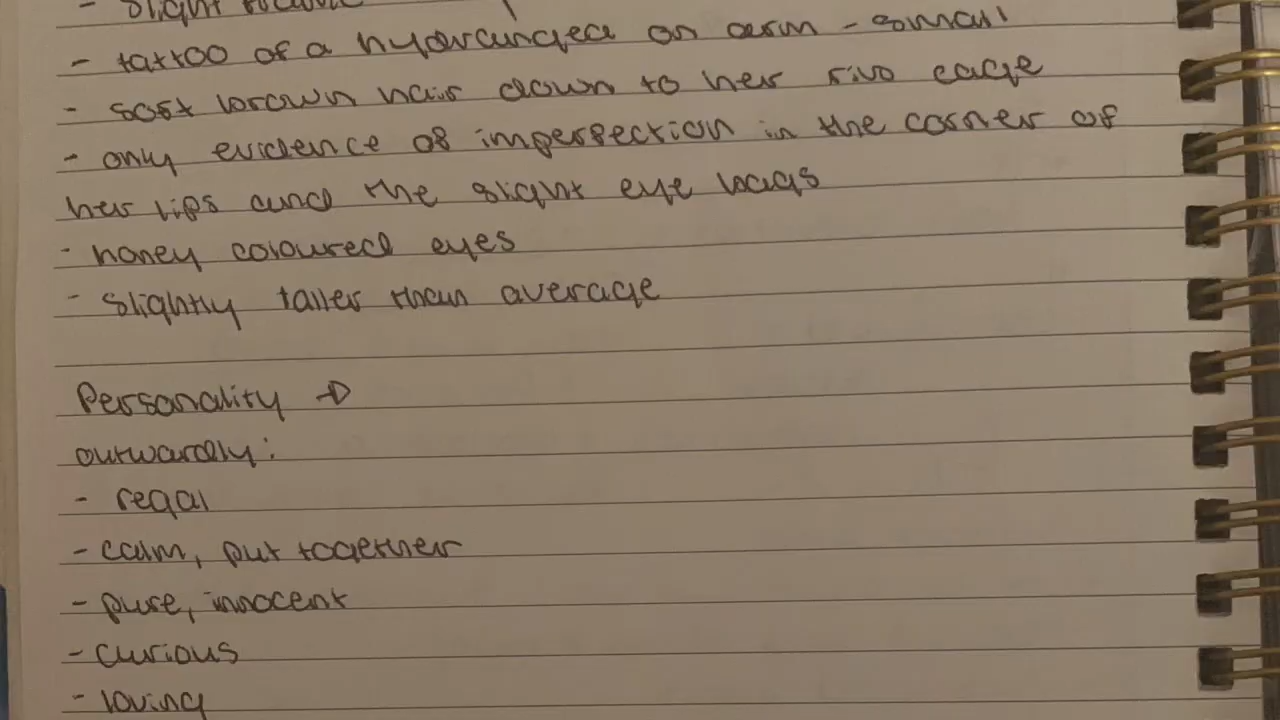 - slight
- tattoo of a hydrangea on arm - small
- soft brown hair down to her rib cage
- only evidence of imperfection in the corner of
her lips and the slight eye bags
- honey coloured eyes
- slightly taller than average
Personality →
outwardly:
- regal
- calm, put together
- pure, innocent
- curious
- loving